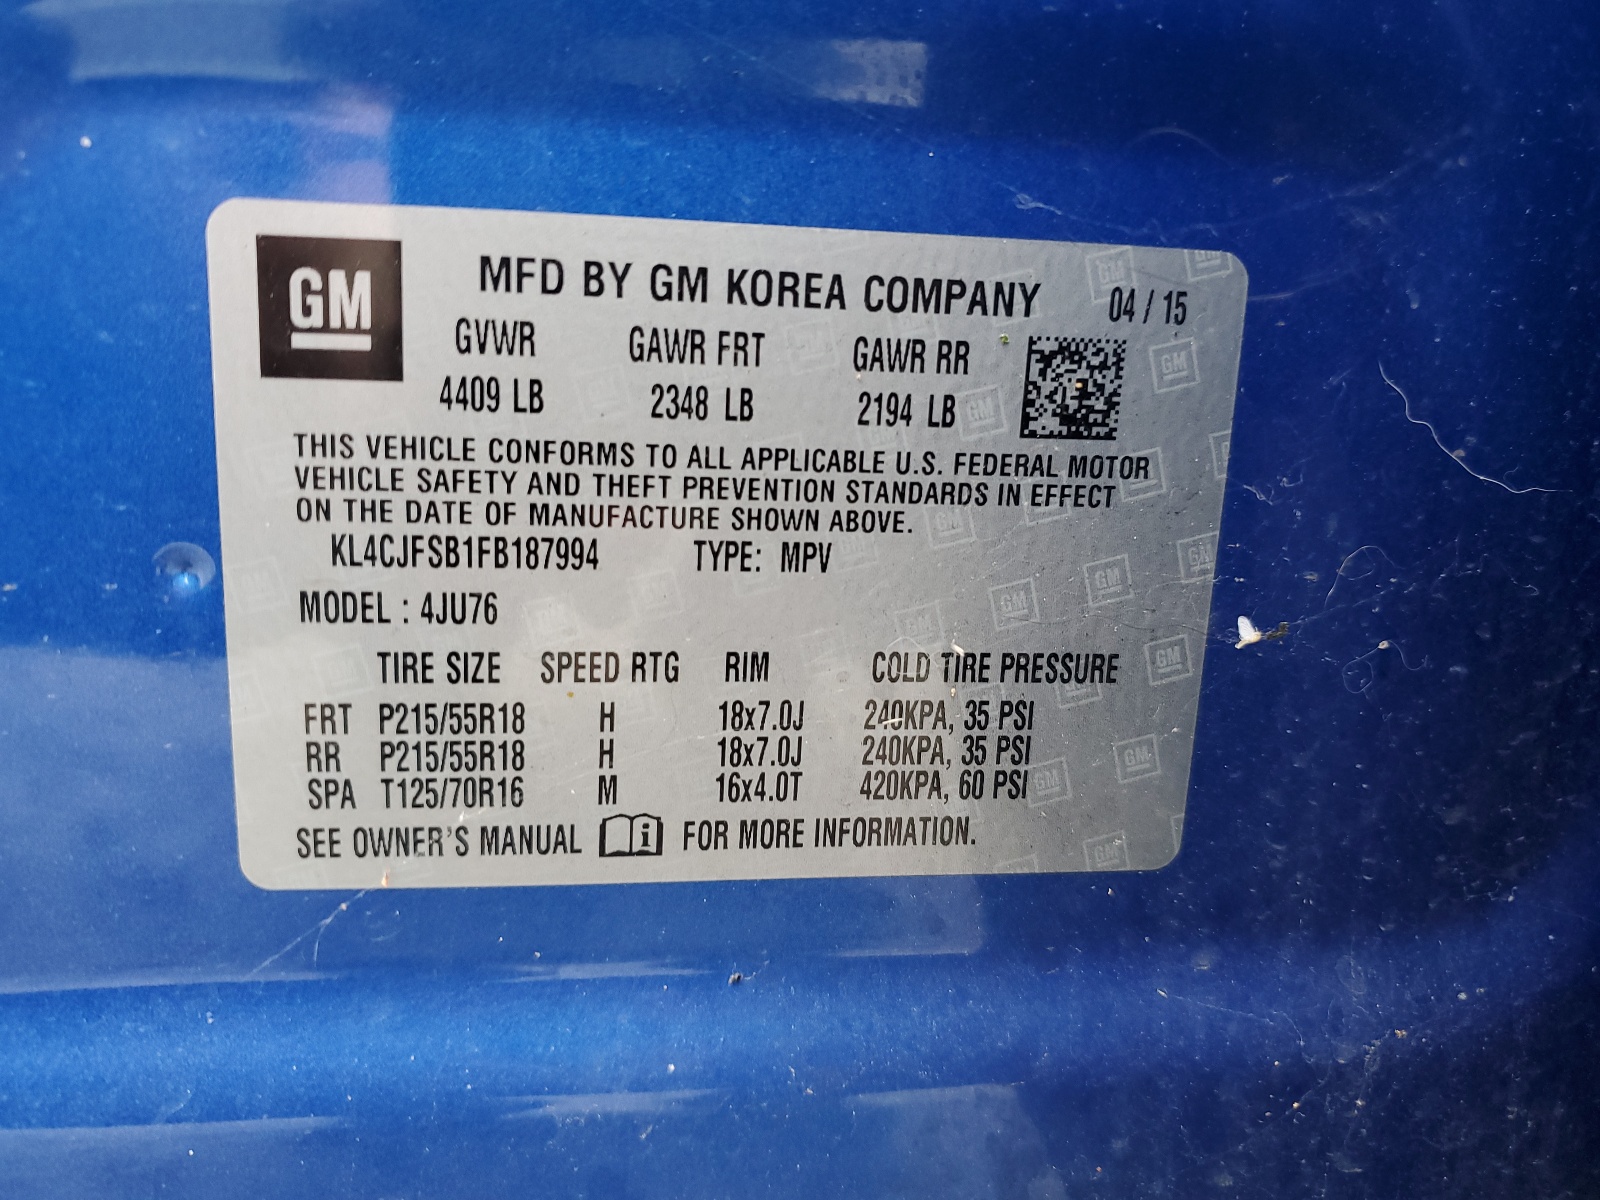 GM
MFD BY GM KOREA COMPANY 04 / 15
GVWR GAWR FRT GAWR RR
4409 LB 2348 LB 2194 LB
THIS VEHICLE CONFORMS TO ALL APPLICABLE U.S. FEDERAL MOTOR
VEHICLE SAFETY AND THEFT PREVENTION STANDARDS IN EFFECT
ON THE DATE OF MANUFACTURE SHOWN ABOVE.
KL4CJFSB1FB187994 TYPE: MPV
MODEL : 4JU76
TIRE SIZE SPEED RTG RIM COLD TIRE PRESSURE
FRT P215/55R18 H 18x7.0J 240KPA, 35 PSI
RR P215/55R18 H 18x7.0J 240KPA, 35 PSI
SPA T125/70R16 M 16x4.0T 420KPA, 60 PSI
SEE OWNER'S MANUAL i FOR MORE INFORMATION.